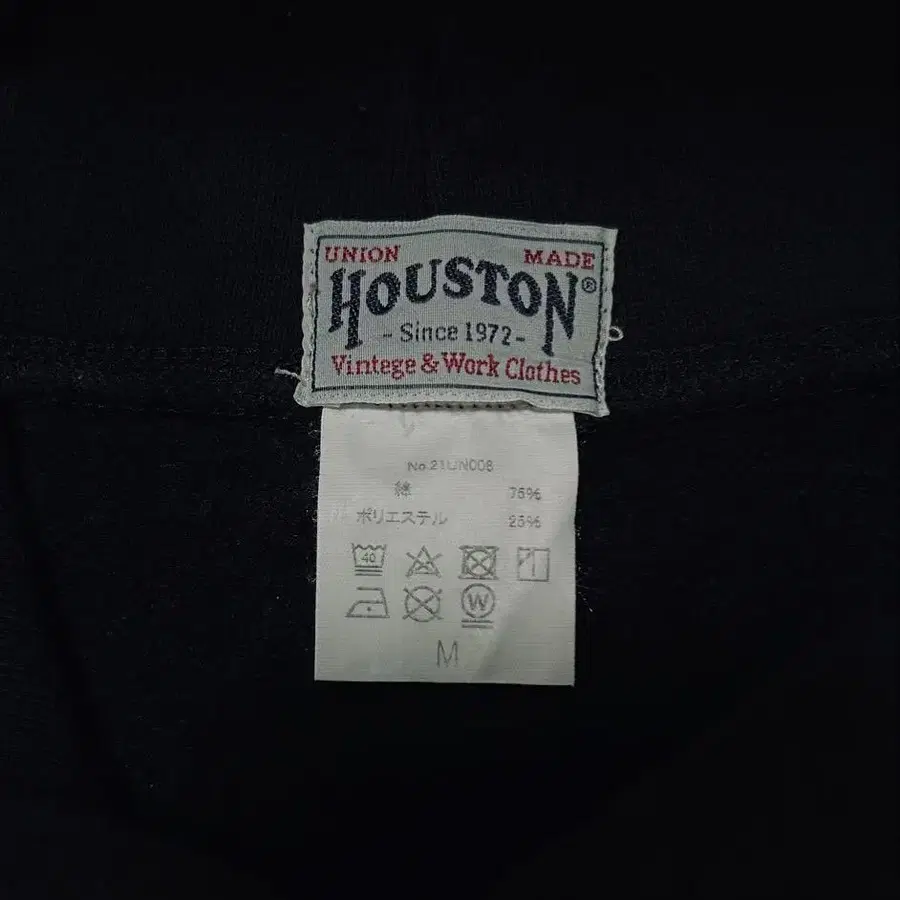 UNION MADE
HOUSTON®
- Since 1972 -
Vintege & Work Clothes
No.21UN008
綿 75%
ポリエステル 25%
40
W
M